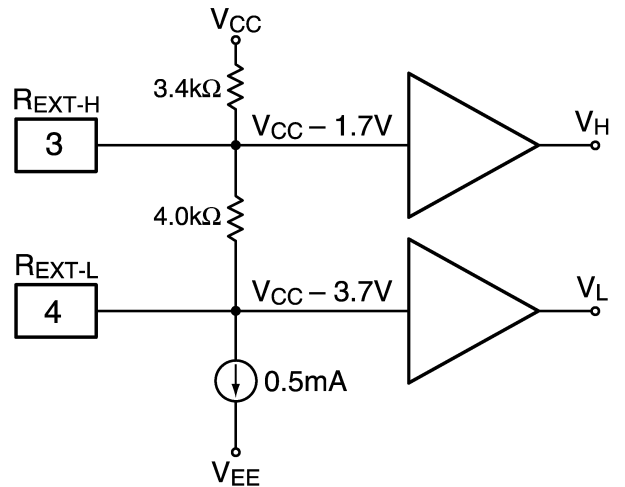 VCC
3.4kΩ
REXT-H
3
VCC – 1.7V
VH
4.0kΩ
REXT-L
4
VCC – 3.7V
VL
0.5mA
VEE